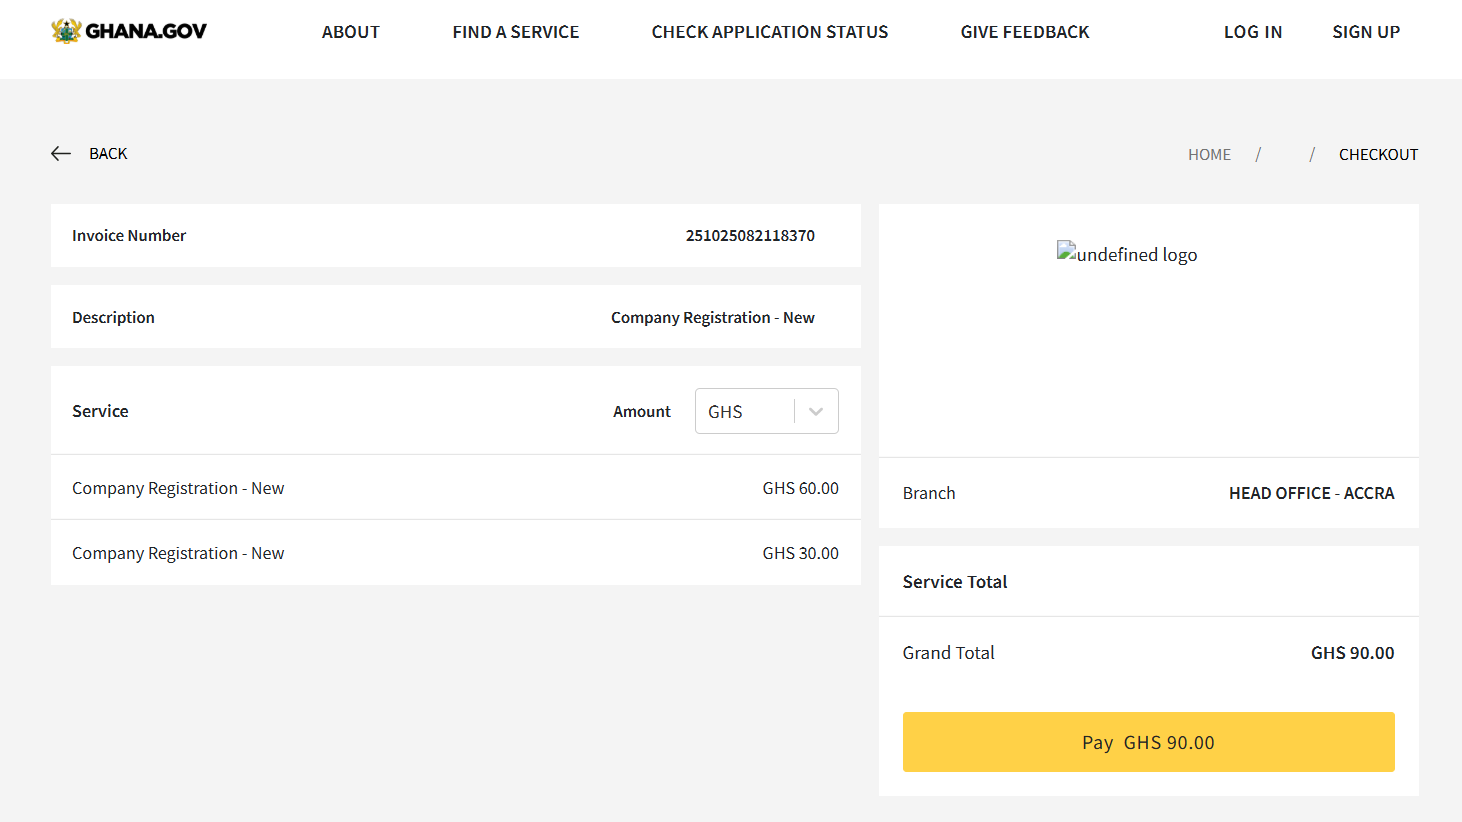 GHANA.GOV
ABOUT
FIND A SERVICE
CHECK APPLICATION STATUS
GIVE FEEDBACK
LOG IN
SIGN UP
BACK
HOME / / CHECKOUT
Invoice Number 251025082118370
Description Company Registration - New
Service Amount GHS
Company Registration - New GHS 60.00
Company Registration - New GHS 30.00
undefined logo
Branch HEAD OFFICE - ACCRA
Service Total
Grand Total GHS 90.00
Pay GHS 90.00